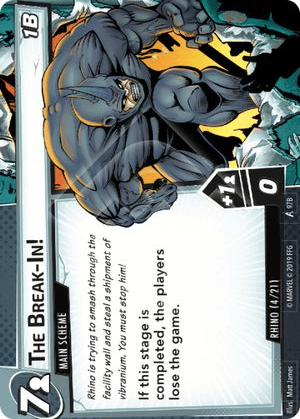 1B
THE BREAK-IN!
MAIN SCHEME
Rhino is trying to smash through the
facility wall and steal a shipment of
vibranium. You must stop him!
If this stage is
completed, the players
lose the game.
7
+1
0
RHINO (4/211)
Illus. Matt James
© MARVEL © 2019 FFG
97B